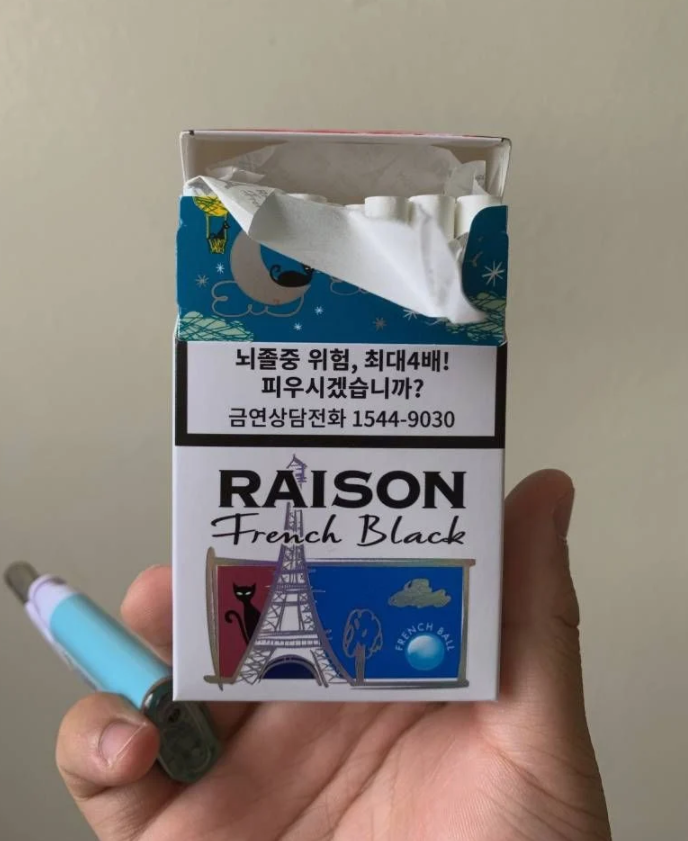 뇌졸중 위험, 최대4배!
피우시겠습니까?
금연상담전화 1544-9030
RAISON
French Black
FRENCH BALL